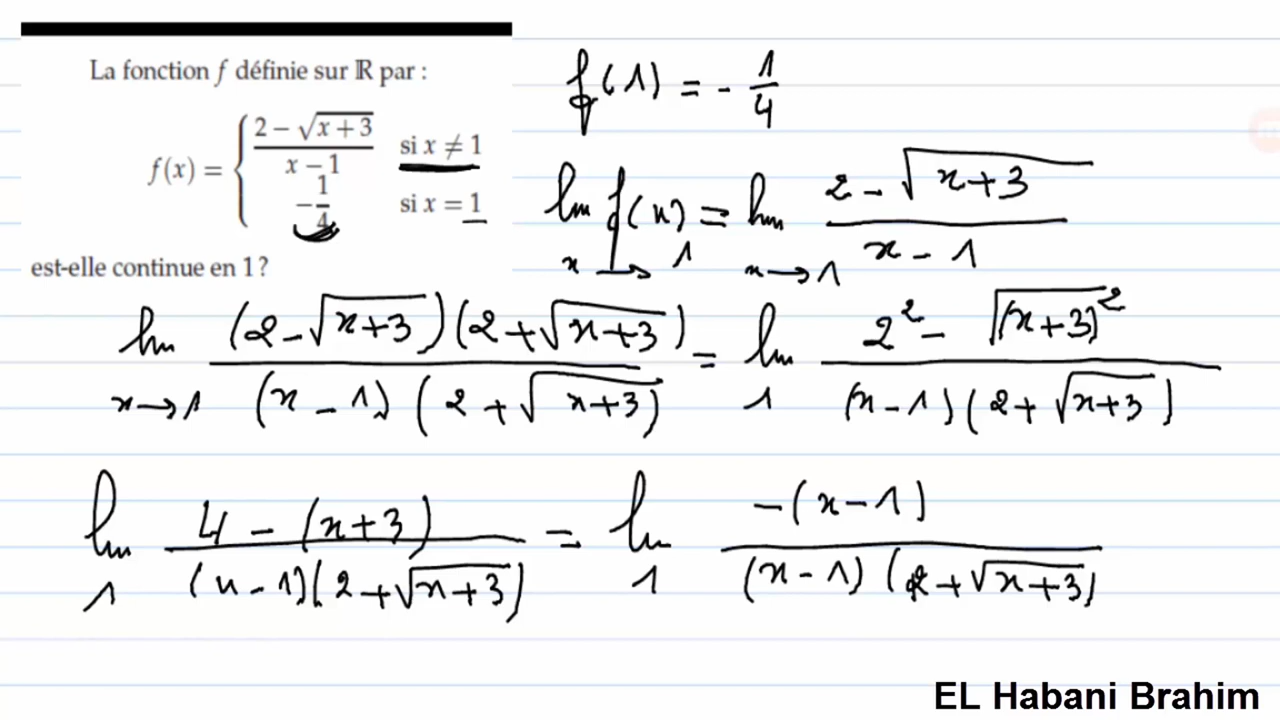 La fonction f définie sur ℝ par :
f(x) = { (2 − √(x+3)) / (x − 1) si x ≠ 1
−1/4 si x = 1
est-elle continue en 1 ?
f(1) = - 1/4
lim x→1 f(x) = lim x→1 (2 - √(x+3)) / (x - 1)
lim x→1 (2 - √(x+3))(2 + √(x+3)) / (x - 1)(2 + √(x+3)) = lim 1 (2² - √(x+3)²) / (x-1)(2 + √(x+3))
lim 1 (4 - (x+3)) / (x-1)(2 + √(x+3)) = lim 1 -(x-1) / (x-1)(2 + √(x+3))
EL Habani Brahim